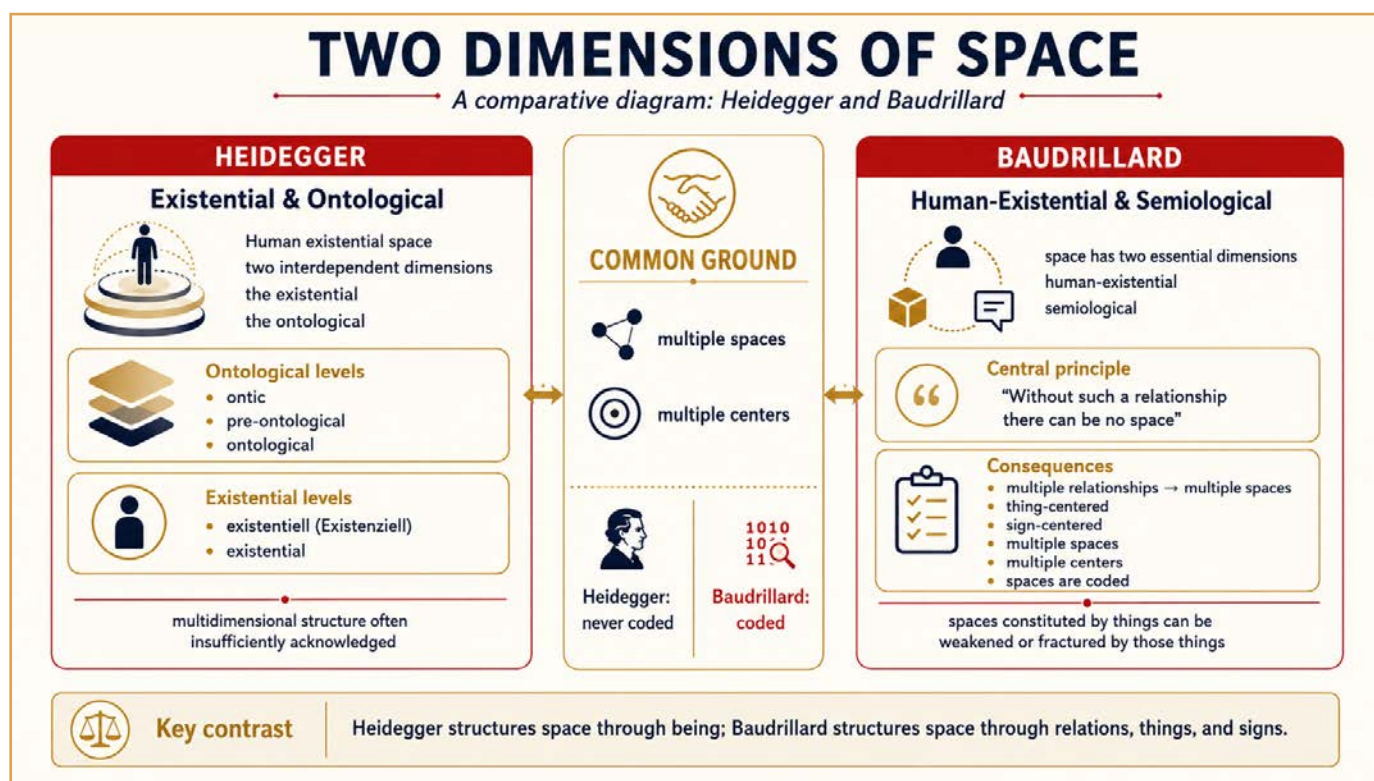 TWO DIMENSIONS OF SPACE
A comparative diagram: Heidegger and Baudrillard
HEIDEGGER
Existential & Ontological
Human existential space
two interdependent dimensions
the existential
the ontological
Ontological levels
• ontic
• pre-ontological
• ontological
Existential levels
• existentiell (Existenziell)
• existential
multidimensional structure often
insufficiently acknowledged
COMMON GROUND
multiple spaces
multiple centers
Heidegger:
never coded
1010
10
11
Baudrillard:
coded
BAUDRILLARD
Human-Existential & Semiological
space has two essential dimensions
human-existential
semiological
Central principle
“Without such a relationship
there can be no space”
Consequences
• multiple relationships → multiple spaces
• thing-centered
• sign-centered
• multiple spaces
• multiple centers
• spaces are coded
spaces constituted by things can be
weakened or fractured by those things
Key contrast
Heidegger structures space through being; Baudrillard structures space through relations, things, and signs.